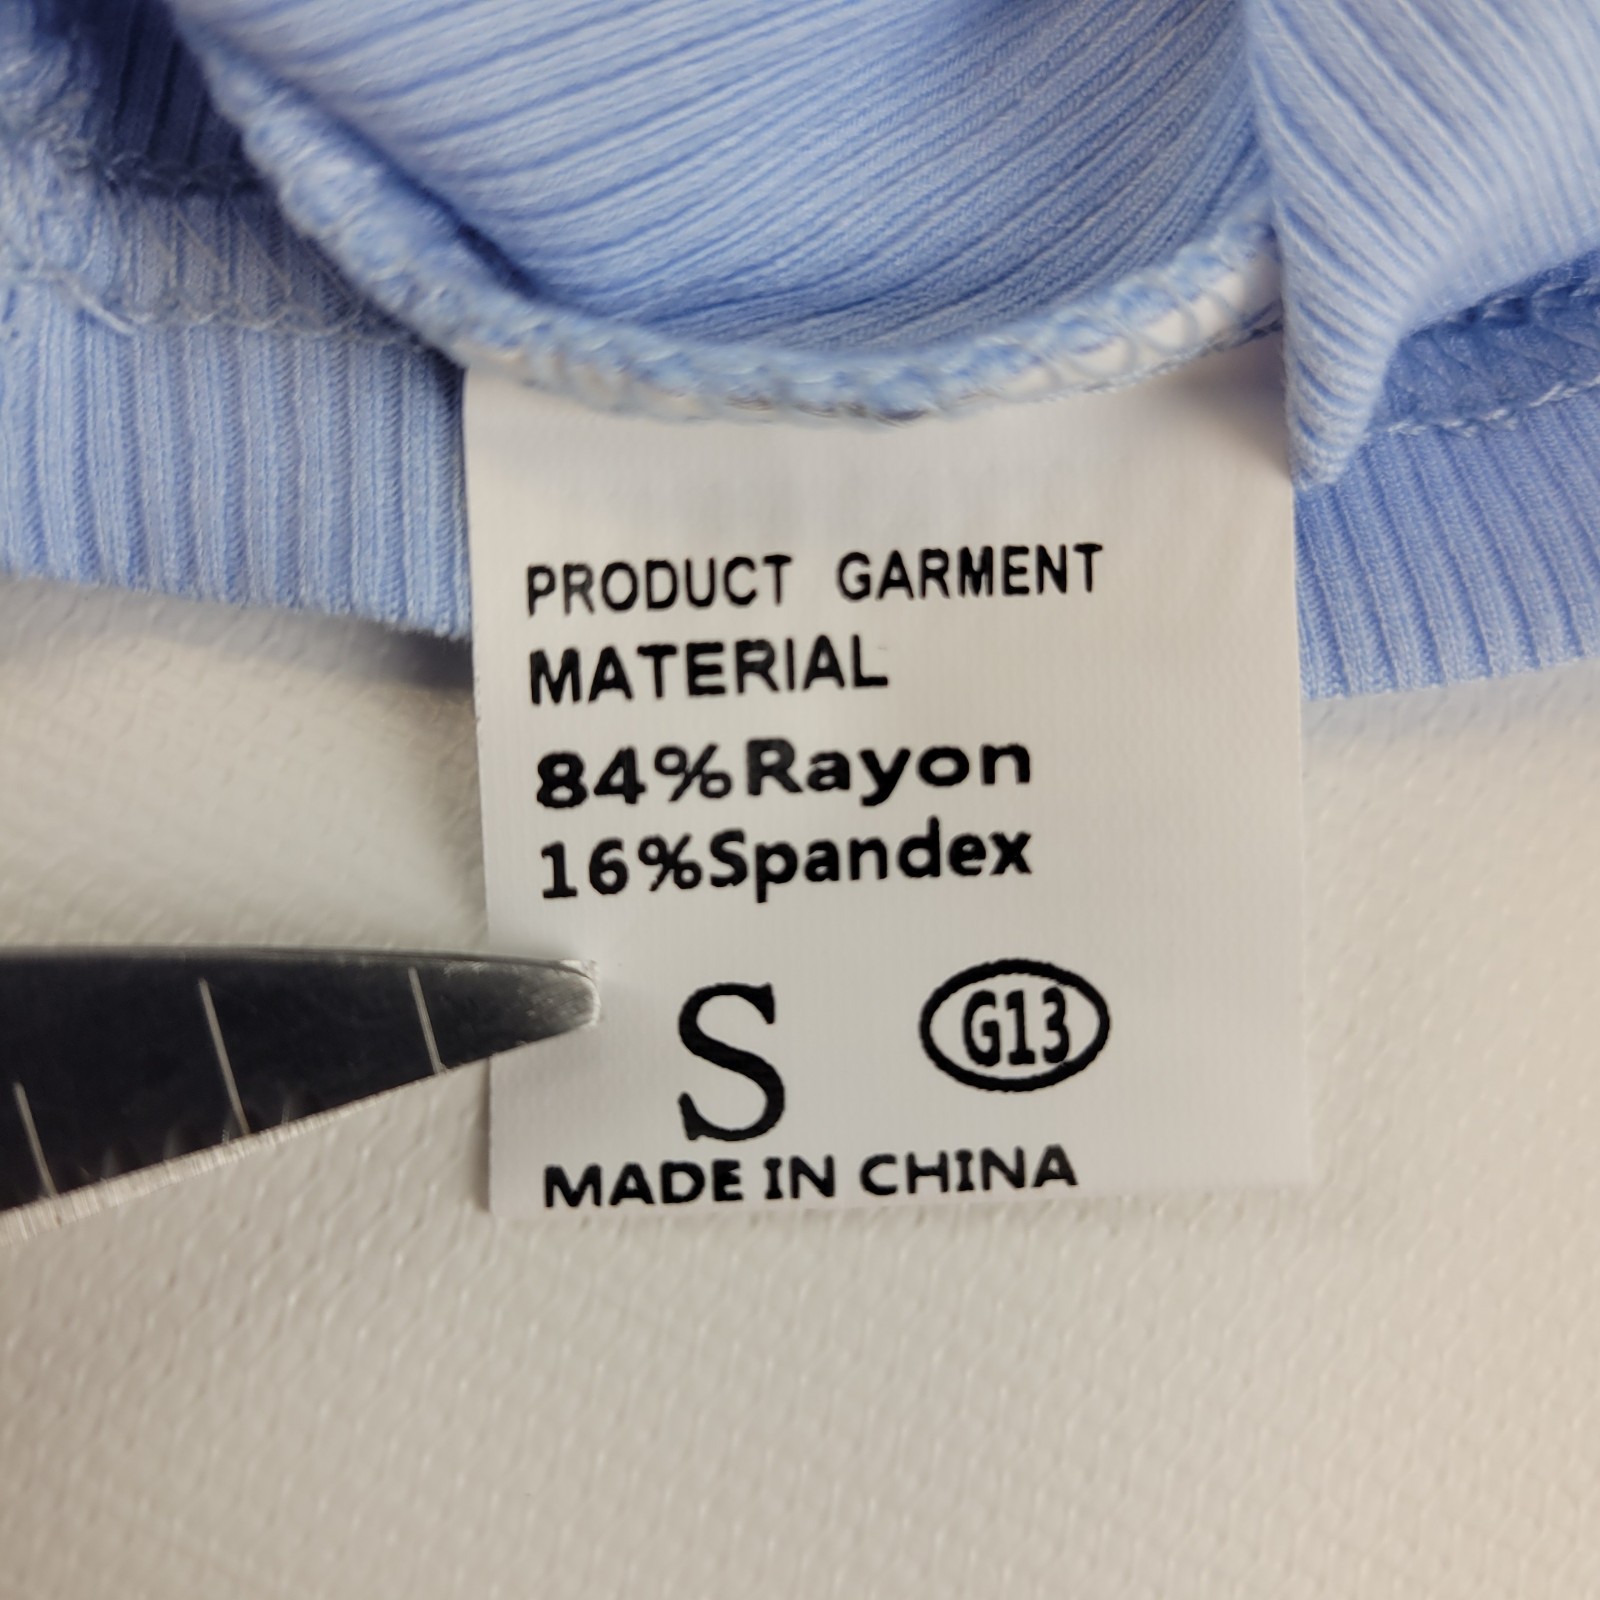 PRODUCT GARMENT
MATERIAL
84%Rayon
16%Spandex
S G13
MADE IN CHINA